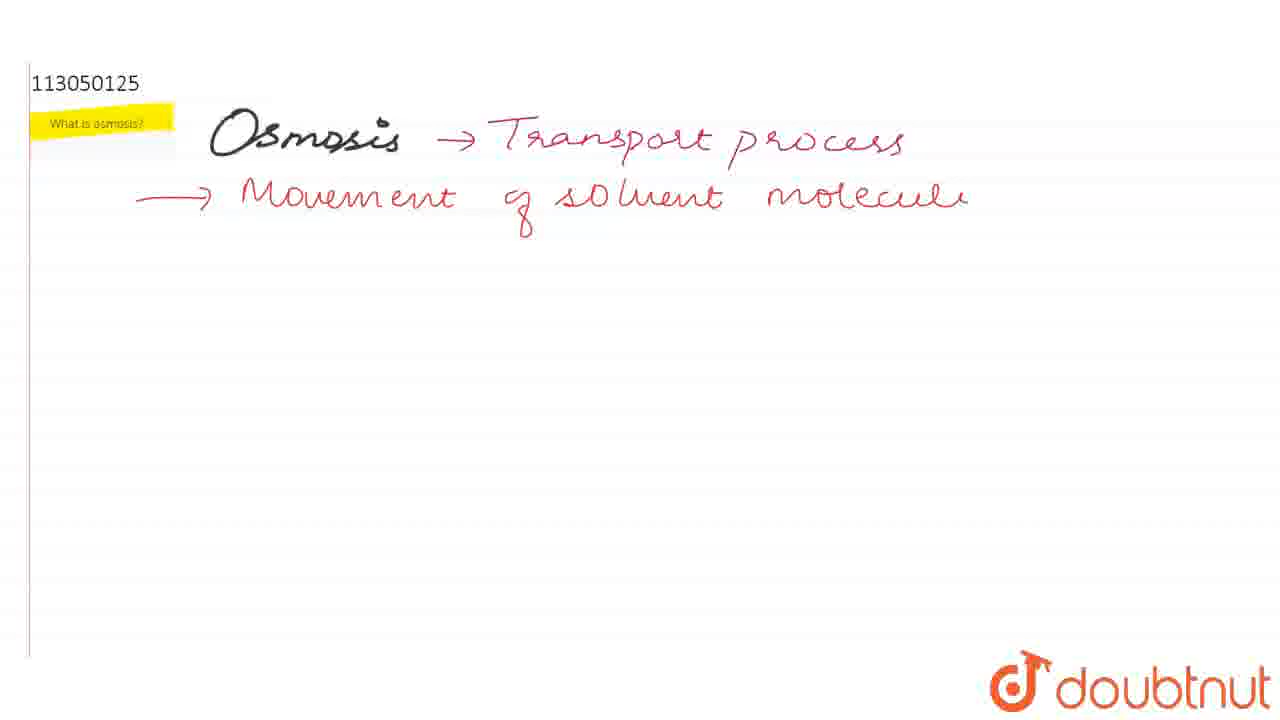 113050125
What is osmosis?
Osmosis → Transport process
→ Movement of solvent molecule
doubtnut